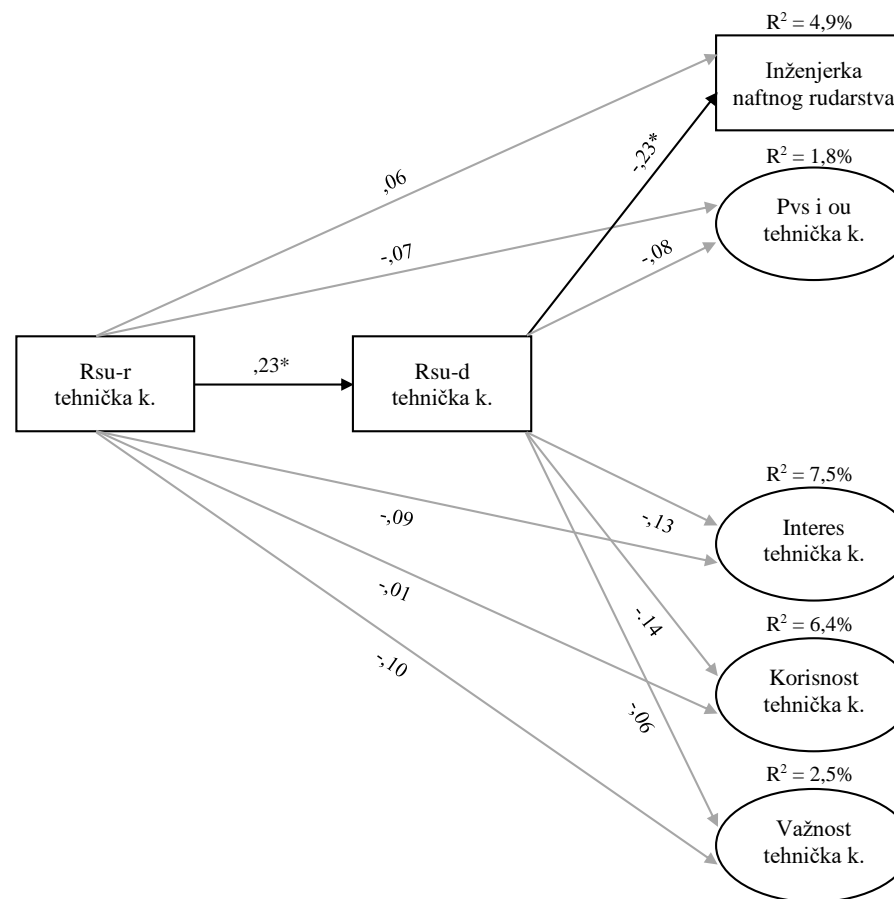 R² = 4,9%
Inženjerka
naftnog rudarstva
,06
-,23*
R² = 1,8%
Pvs i ou
tehnička k.
-,07
-,08
Rsu-r
tehnička k.
,23*
Rsu-d
tehnička k.
R² = 7,5%
Interes
tehnička k.
-,09
-,13
-,01
-.14
R² = 6,4%
Korisnost
tehnička k.
-,10
-,06
R² = 2,5%
Važnost
tehnička k.